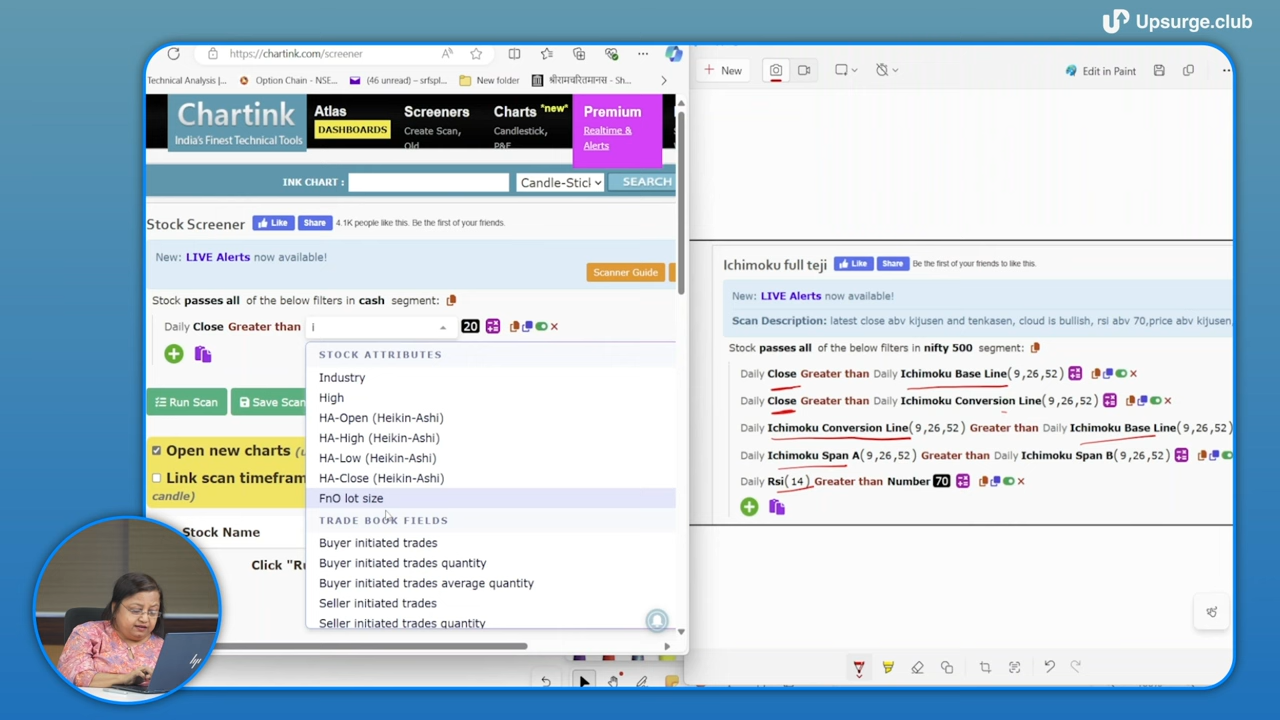 Upsurge.club
https://chartink.com/screener
Technical Analysis |...
Option Chain - NSE...
(46 unread) – srfspl...
New folder
श्रीरामचरितमानस - Sh...
Chartink
India's Finest Technical Tools
Atlas
DASHBOARDS
Screeners
Create Scan,
Old
Charts *new*
Candlestick,
P&F
Premium
Realtime &
Alerts
INK CHART :
Candle-Sticl
SEARCH
Stock Screener
Like
Share
4.1K people like this. Be the first of your friends.
New: LIVE Alerts now available!
Scanner Guide
Stock passes all of the below filters in cash segment:
Daily Close Greater than i 20
STOCK ATTRIBUTES
Industry
High
HA-Open (Heikin-Ashi)
HA-High (Heikin-Ashi)
HA-Low (Heikin-Ashi)
HA-Close (Heikin-Ashi)
FnO lot size
TRADE BOOK FIELDS
Buyer initiated trades
Buyer initiated trades quantity
Buyer initiated trades average quantity
Seller initiated trades
Seller initiated trades quantity
Run Scan
Save Scan
Open new charts (u
Link scan timefram
candle)
Stock Name
Click "Ru
New
Edit in Paint
Ichimoku full teji
Like
Share
Be the first of your friends to like this.
New: LIVE Alerts now available!
Scan Description: latest close abv kijusen and tenkasen, cloud is bullish, rsi abv 70,price abv kijusen,
Stock passes all of the below filters in nifty 500 segment:
Daily Close Greater than Daily Ichimoku Base Line(9,26,52)
Daily Close Greater than Daily Ichimoku Conversion Line(9,26,52)
Daily Ichimoku Conversion Line(9,26,52) Greater than Daily Ichimoku Base Line(9,26,52)
Daily Ichimoku Span A(9,26,52) Greater than Daily Ichimoku Span B(9,26,52)
Daily Rsi(14) Greater than Number 70
hp